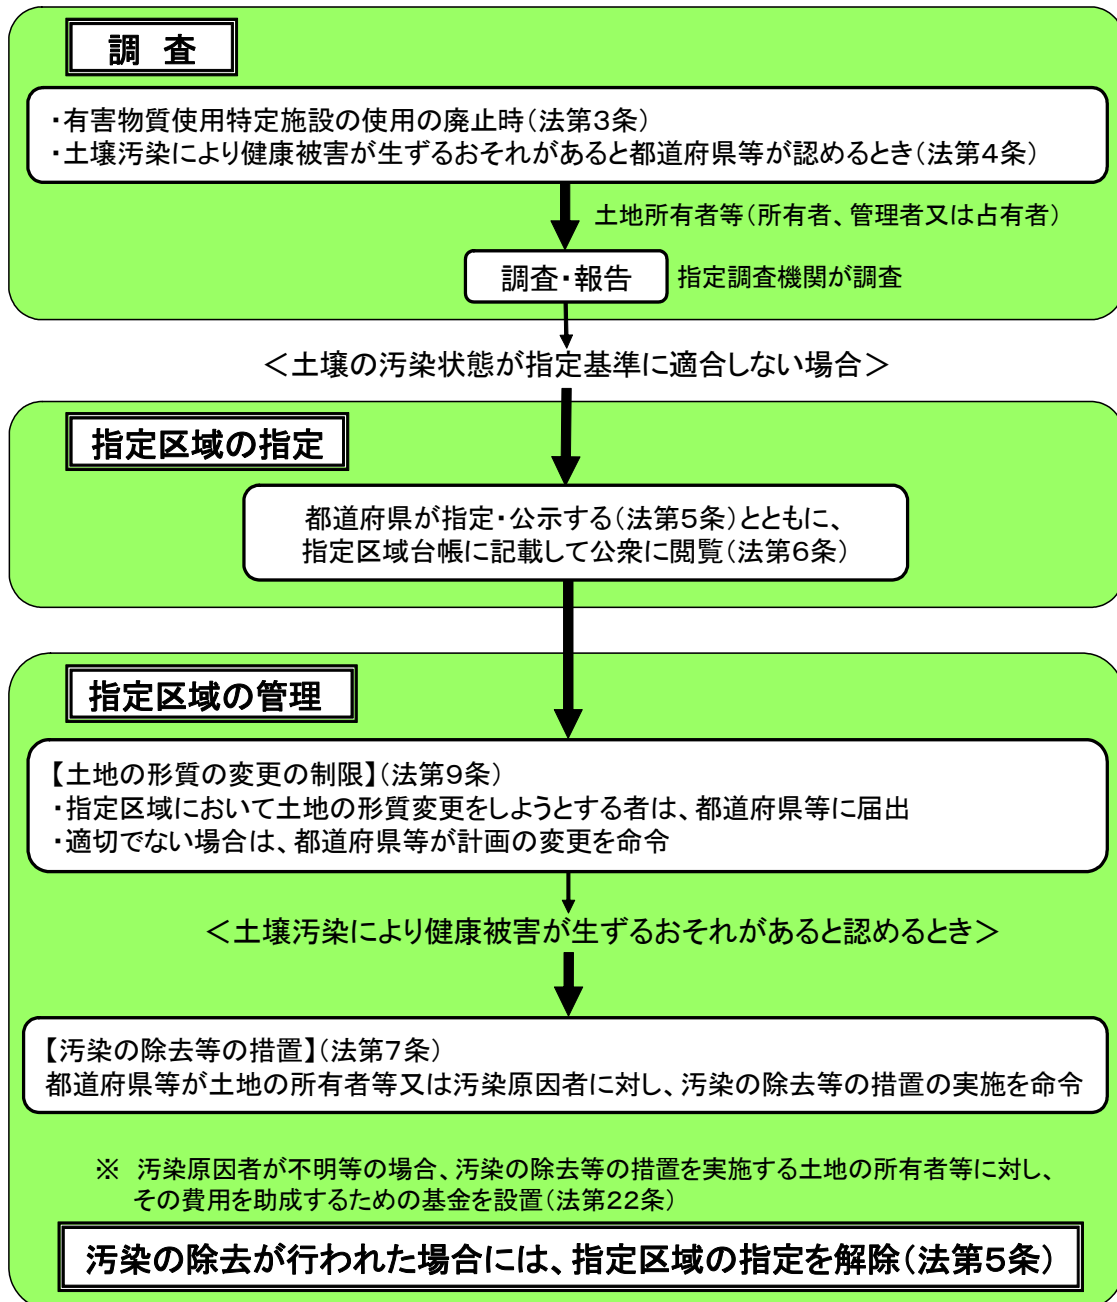 調 査
・有害物質使用特定施設の使用の廃止時(法第3条)
・土壌汚染により健康被害が生ずるおそれがあると都道府県等が認めるとき(法第4条)
土地所有者等(所有者、管理者又は占有者)
調査・報告
指定調査機関が調査
＜土壌の汚染状態が指定基準に適合しない場合＞
指定区域の指定
都道府県が指定・公示する(法第5条)とともに、
指定区域台帳に記載して公衆に閲覧(法第6条)
指定区域の管理
【土地の形質の変更の制限】(法第9条)
・指定区域において土地の形質変更をしようとする者は、都道府県等に届出
・適切でない場合は、都道府県等が計画の変更を命令
＜土壌汚染により健康被害が生ずるおそれがあると認めるとき＞
【汚染の除去等の措置】(法第7条)
都道府県等が土地の所有者等又は汚染原因者に対し、汚染の除去等の措置の実施を命令
※ 汚染原因者が不明等の場合、汚染の除去等の措置を実施する土地の所有者等に対し、
その費用を助成するための基金を設置(法第22条)
汚染の除去が行われた場合には、指定区域の指定を解除(法第5条)